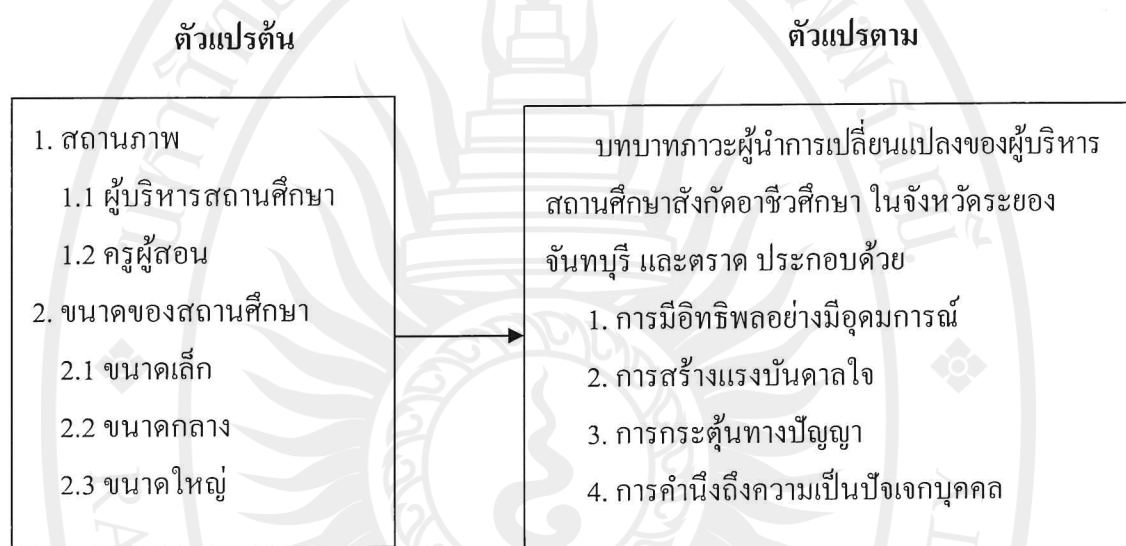 ตัวแปรต้น
ตัวแปรตาม
1. สถานภาพ
1.1 ผู้บริหารสถานศึกษา
1.2 ครูผู้สอน
2. ขนาดของสถานศึกษา
2.1 ขนาดเล็ก
2.2 ขนาดกลาง
2.3 ขนาดใหญ่
บทบาทภาวะผู้นำการเปลี่ยนแปลงของผู้บริหาร
สถานศึกษาสังกัดอาชีวศึกษา ในจังหวัดระยอง
จันทบุรี และตราด ประกอบด้วย
1. การมีอิทธิพลอย่างมีอุดมการณ์
2. การสร้างแรงบันดาลใจ
3. การกระตุ้นทางปัญญา
4. การคำนึงถึงความเป็นปัจเจกบุคคล